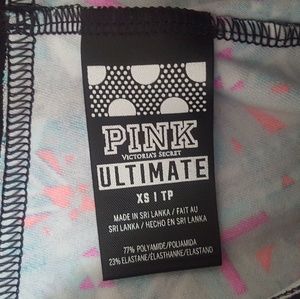 PINK
VICTORIA'S SECRET
ULTIMATE
XS | TP
MADE IN SRI LANKA / FAIT AU
SRI LANKA / HECHO EN SRI LANKA
77% POLYAMIDE/POLIAMIDA
23% ELASTANE/ÉLASTHANNE/ELASTANO